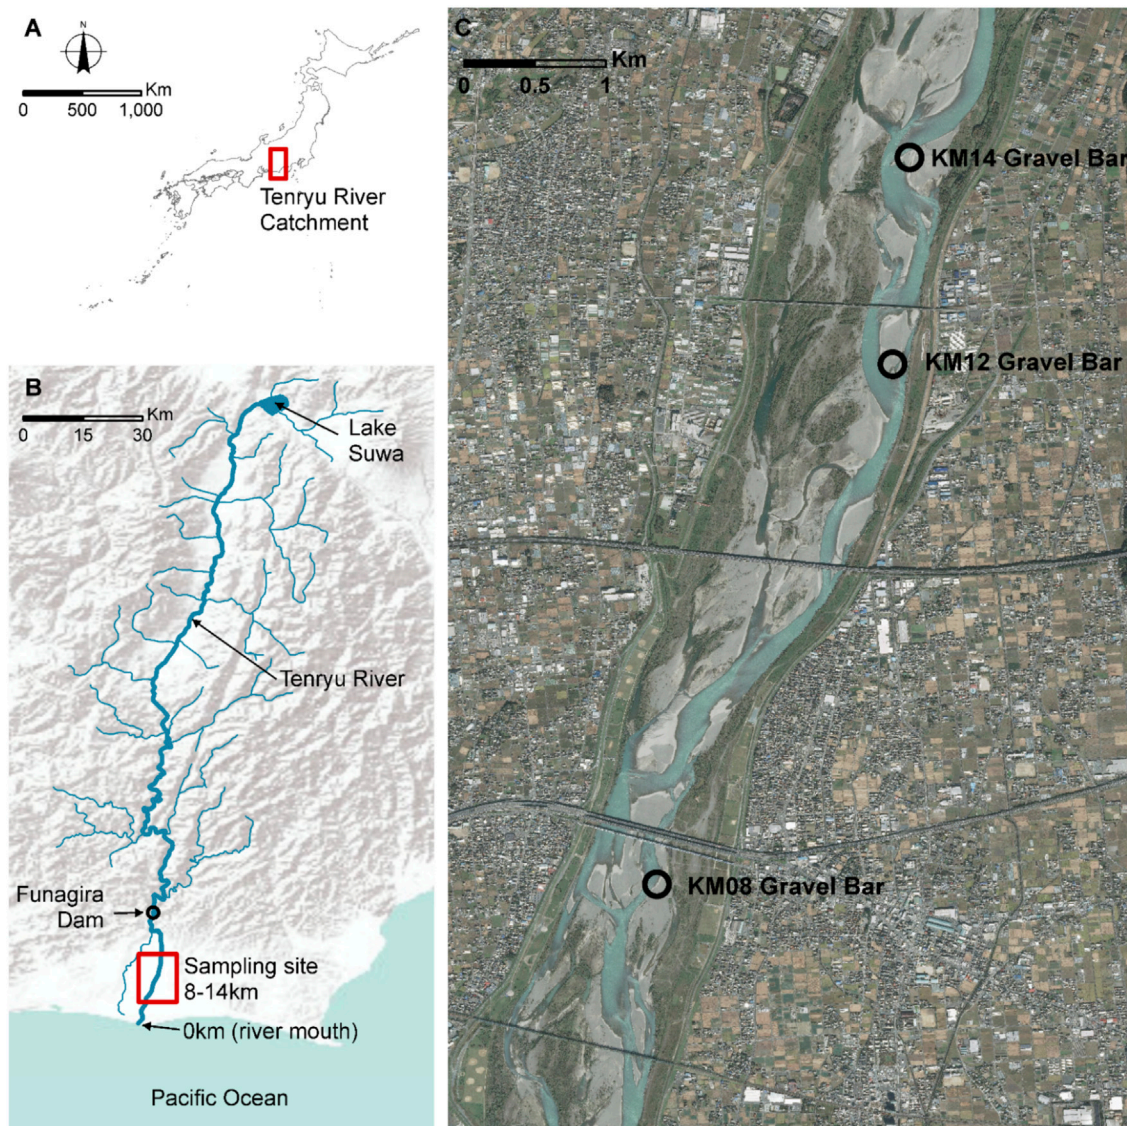 A
N
Km
0 500 1,000
Tenryu River
Catchment
B
Km
0 15 30
Lake
Suwa
Tenryu River
Funagira
Dam
Sampling site
8-14km
0km (river mouth)
Pacific Ocean
C
Km
0 0.5 1
KM14 Gravel Bar
KM12 Gravel Bar
KM08 Gravel Bar